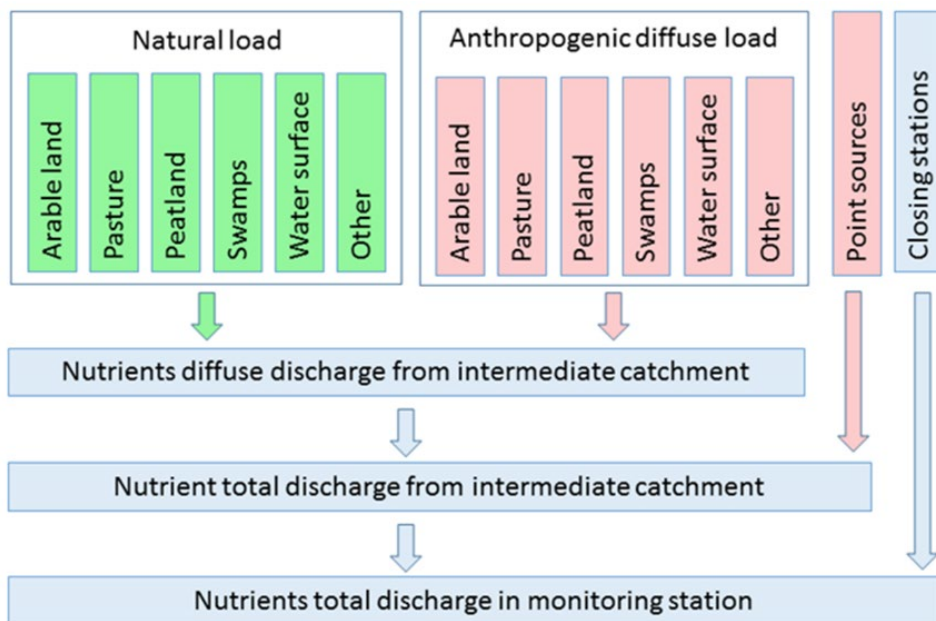 Natural load
Arable land
Pasture
Peatland
Swamps
Water surface
Other
Anthropogenic diffuse load
Arable land
Pasture
Peatland
Swamps
Water surface
Other
Point sources
Closing stations
Nutrients diffuse discharge from intermediate catchment
Nutrient total discharge from intermediate catchment
Nutrients total discharge in monitoring station